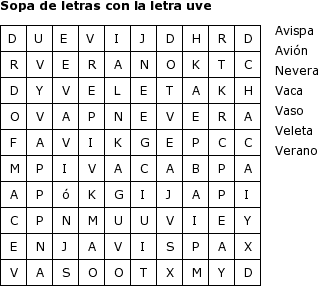 Sopa de letras con la letra uve
D U E V I J D H R D
R V E R A N O K T C
D Y V E L E T A K H
O V A P N E V E R A
F A V I K G E P C C
M P I V A C A B P A
A P ó K G I J A P I
C P N M U U V I E Y
E N J A V I S P A X
V A S O O T X M Y D
Avispa
Avión
Nevera
Vaca
Vaso
Veleta
Verano